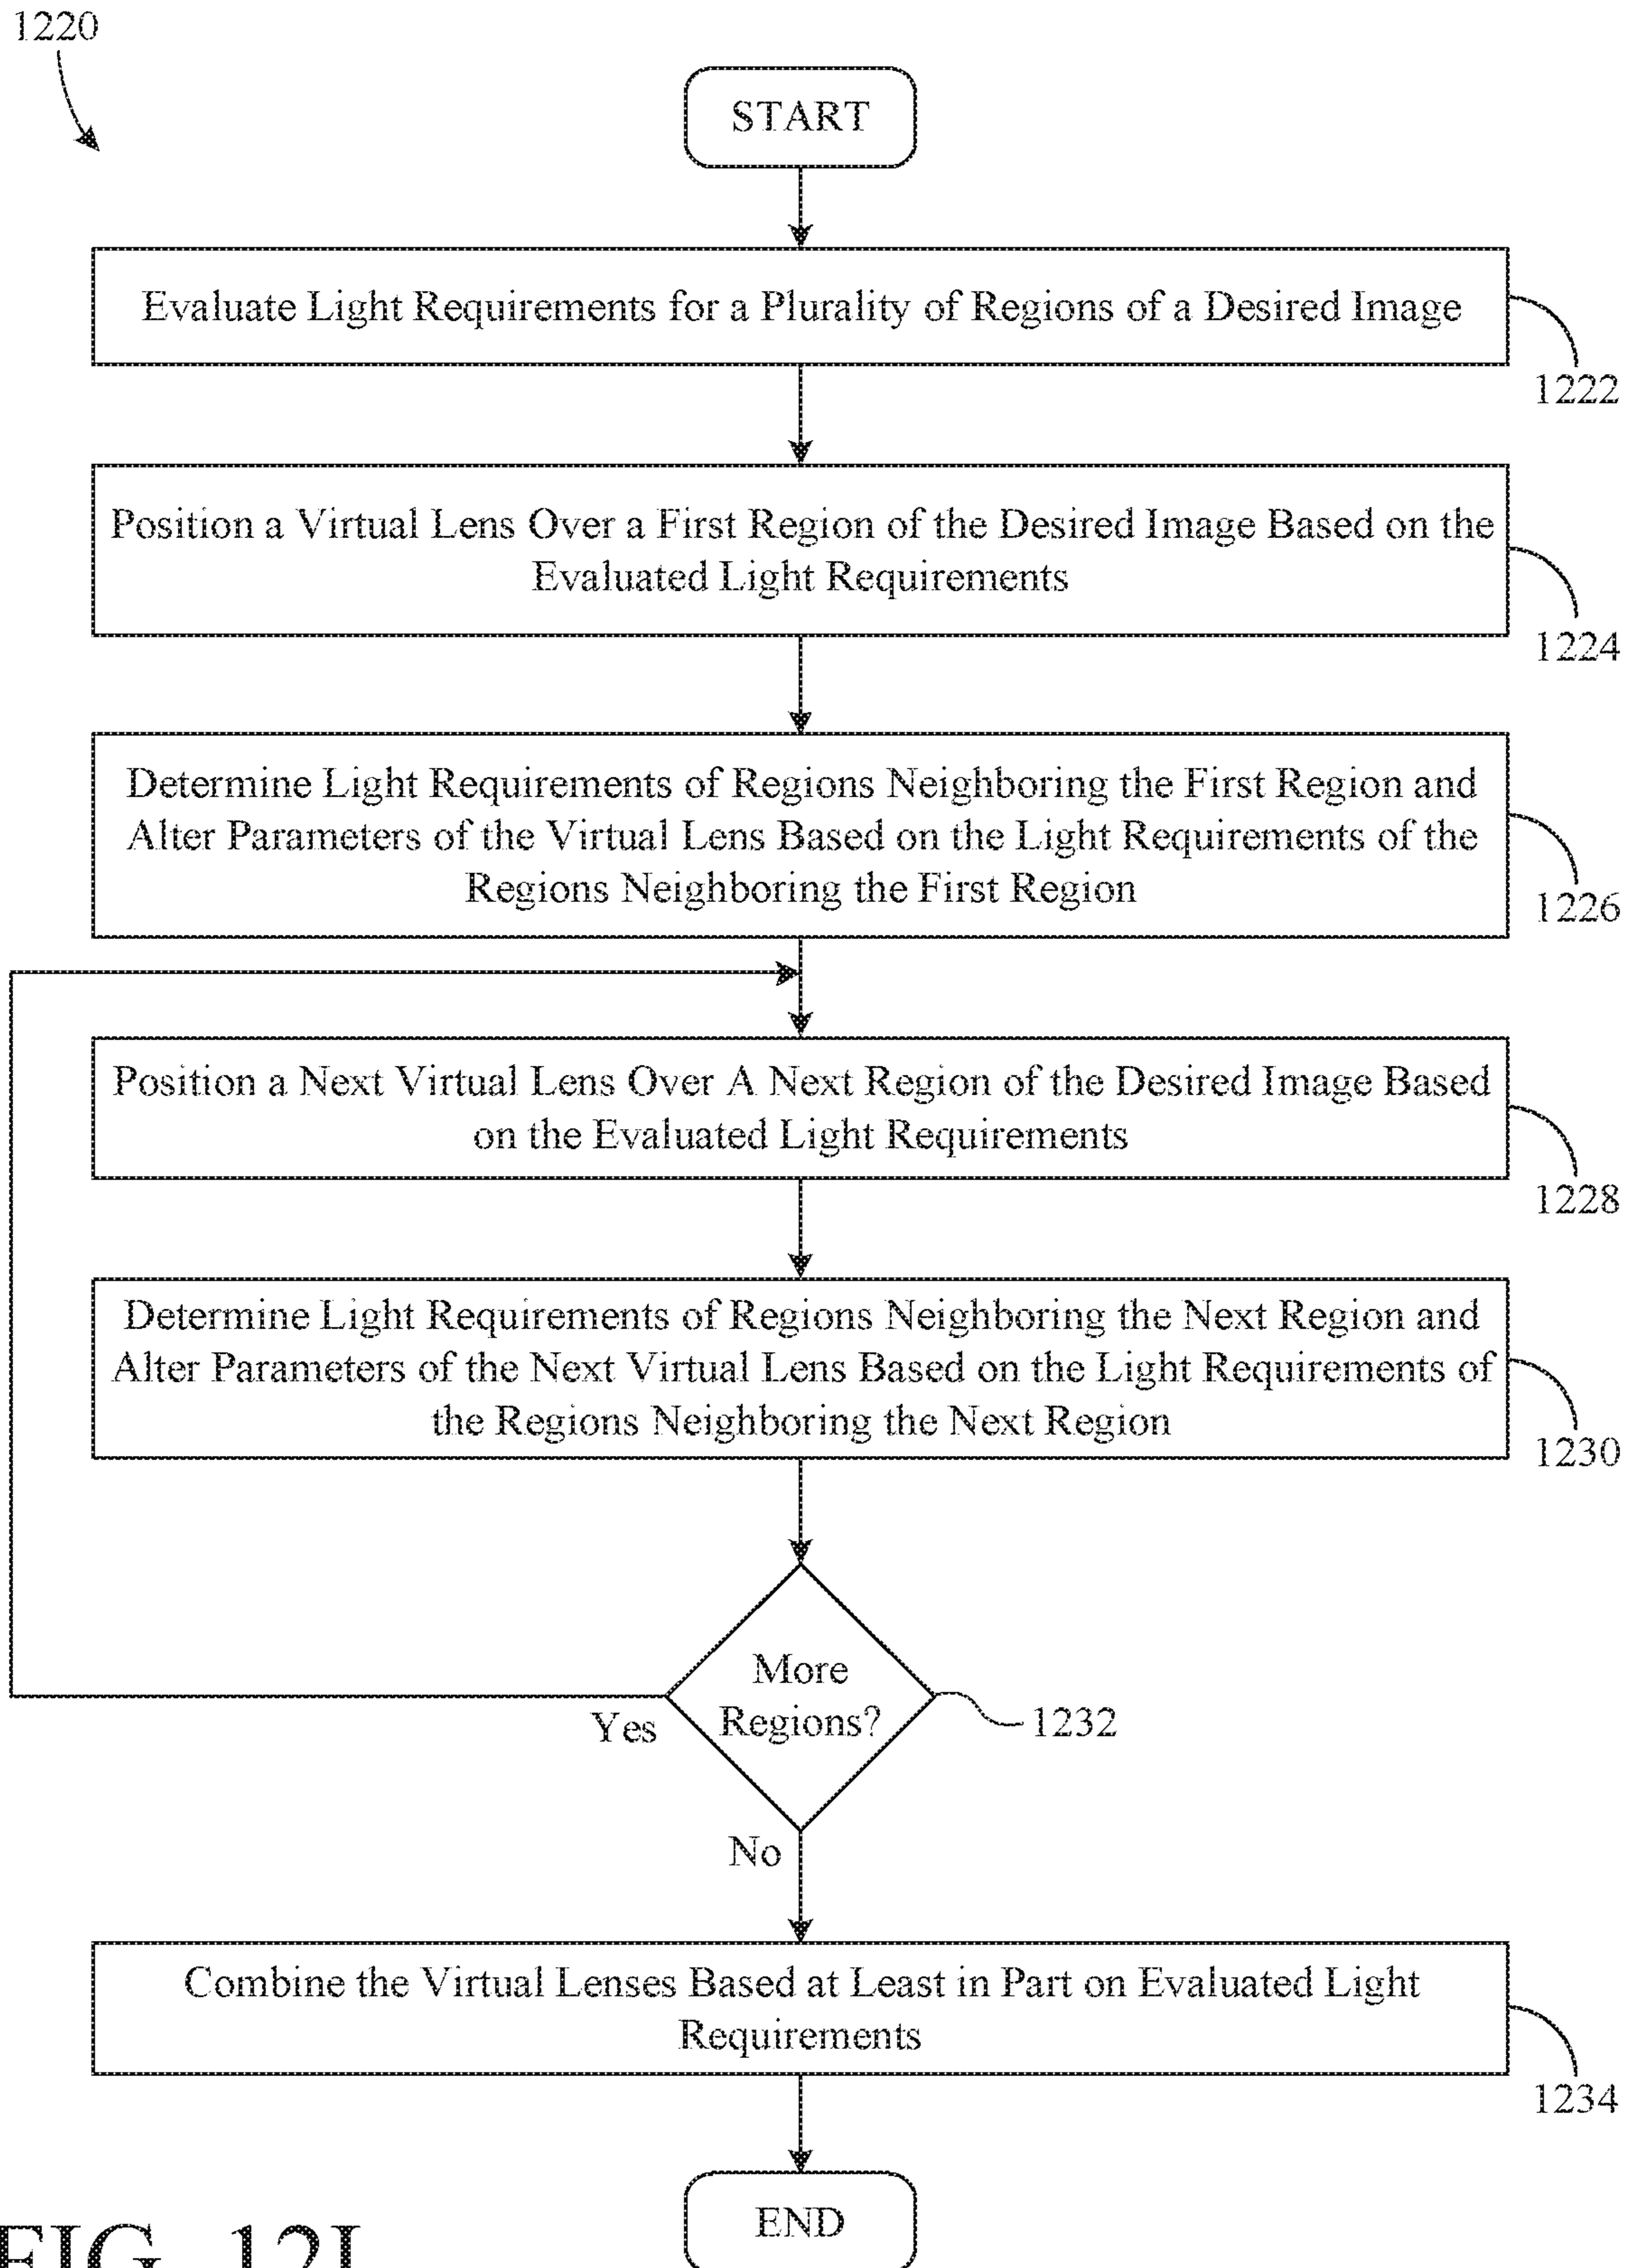 1220
START
Evaluate Light Requirements for a Plurality of Regions of a Desired Image
1222
Position a Virtual Lens Over a First Region of the Desired Image Based on the
Evaluated Light Requirements
1224
Determine Light Requirements of Regions Neighboring the First Region and
Alter Parameters of the Virtual Lens Based on the Light Requirements of the
Regions Neighboring the First Region
1226
Position a Next Virtual Lens Over A Next Region of the Desired Image Based
on the Evaluated Light Requirements
1228
Determine Light Requirements of Regions Neighboring the Next Region and
Alter Parameters of the Next Virtual Lens Based on the Light Requirements of
the Regions Neighboring the Next Region
1230
More
Regions?
1232
Yes
No
Combine the Virtual Lenses Based at Least in Part on Evaluated Light
Requirements
1234
END